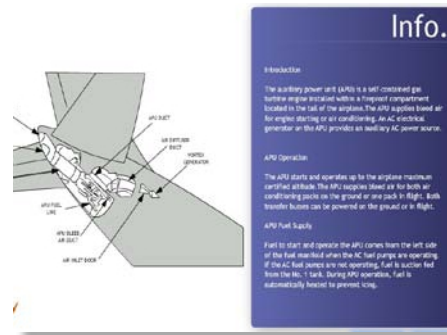 Info.
APU DUCT
AIR DIFFUSER
DUCT
VORTEX
GENERATOR
APU FUEL
LINE
APU BLEED
AIR DUCT
AIR INLET DOOR
Introduction
The auxiliary power unit (APU) is a self-contained gas
turbine engine installed within a fireproof compartment
located in the tail of the airplane.The APU supplies bleed air
for engine starting or air conditioning. An AC electrical
generator on the APU provides an auxiliary AC power source.
APU Operation
The APU starts and operates up to the airplane maximum
certified altitude.The APU supplies bleed air for both air
conditioning packs on the ground or one pack in flight. Both
transfer busses can be powered on the ground or in flight.
APU Fuel Supply
Fuel to start and operate the APU comes from the left side
of the fuel manifold when the AC fuel pumps are operating.
If the AC fuel pumps are not operating, fuel is suction fed
from the No. 1 tank. During APU operation, fuel is
automatically heated to prevent icing.